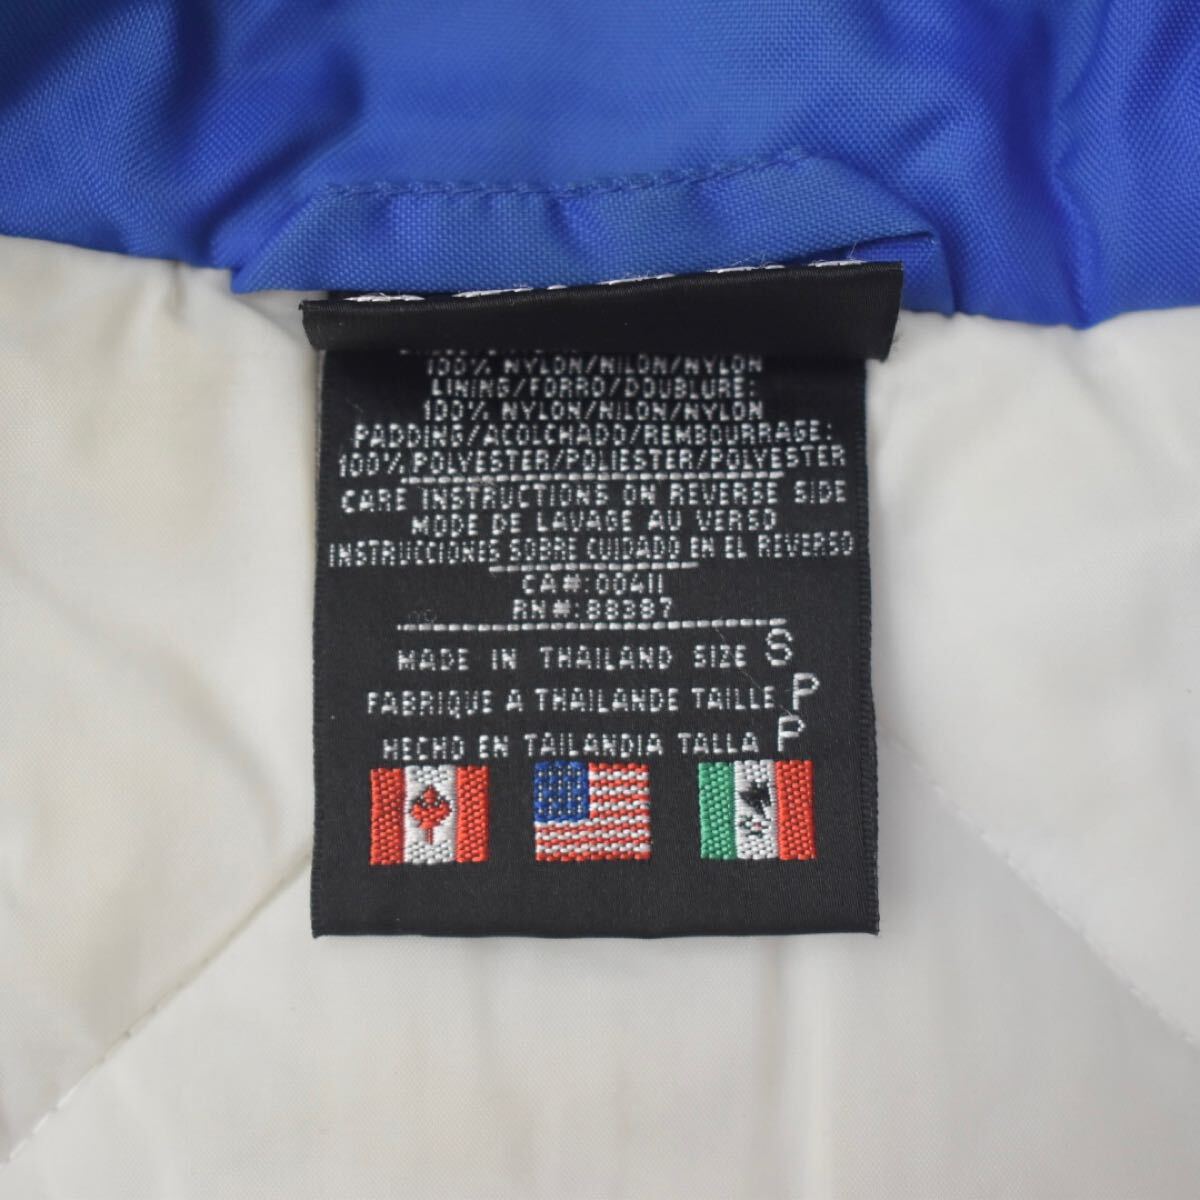 100% NYLON/NILON/NYLON
LINING/FORRO/DOUBLURE:
100% NYLON/NILON/NYLON
PADDING/ACOLCHADO/REMBOURRAGE:
100% POLYESTER/POLIESTER/POLYESTER
CARE INSTRUCTIONS ON REVERSE SIDE
MODE DE LAVAGE AU VERSO
INSTRUCCIONES SOBRE CUIDADO EN EL REVERSO
CA#:00411
RN#:88387
MADE IN THAILAND SIZE S
FABRIQUE A THAILANDE TAILLE P
HECHO EN TAILANDIA TALLA P